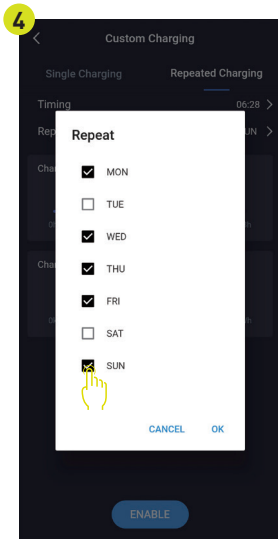 4
Custom Charging
Single Charging Repeated Charging
Timing 06:28
Rep UN
Repeat
Cha
MON
TUE
WED
Cha
THU
FRI
SAT
SUN
CANCEL OK
ENABLE